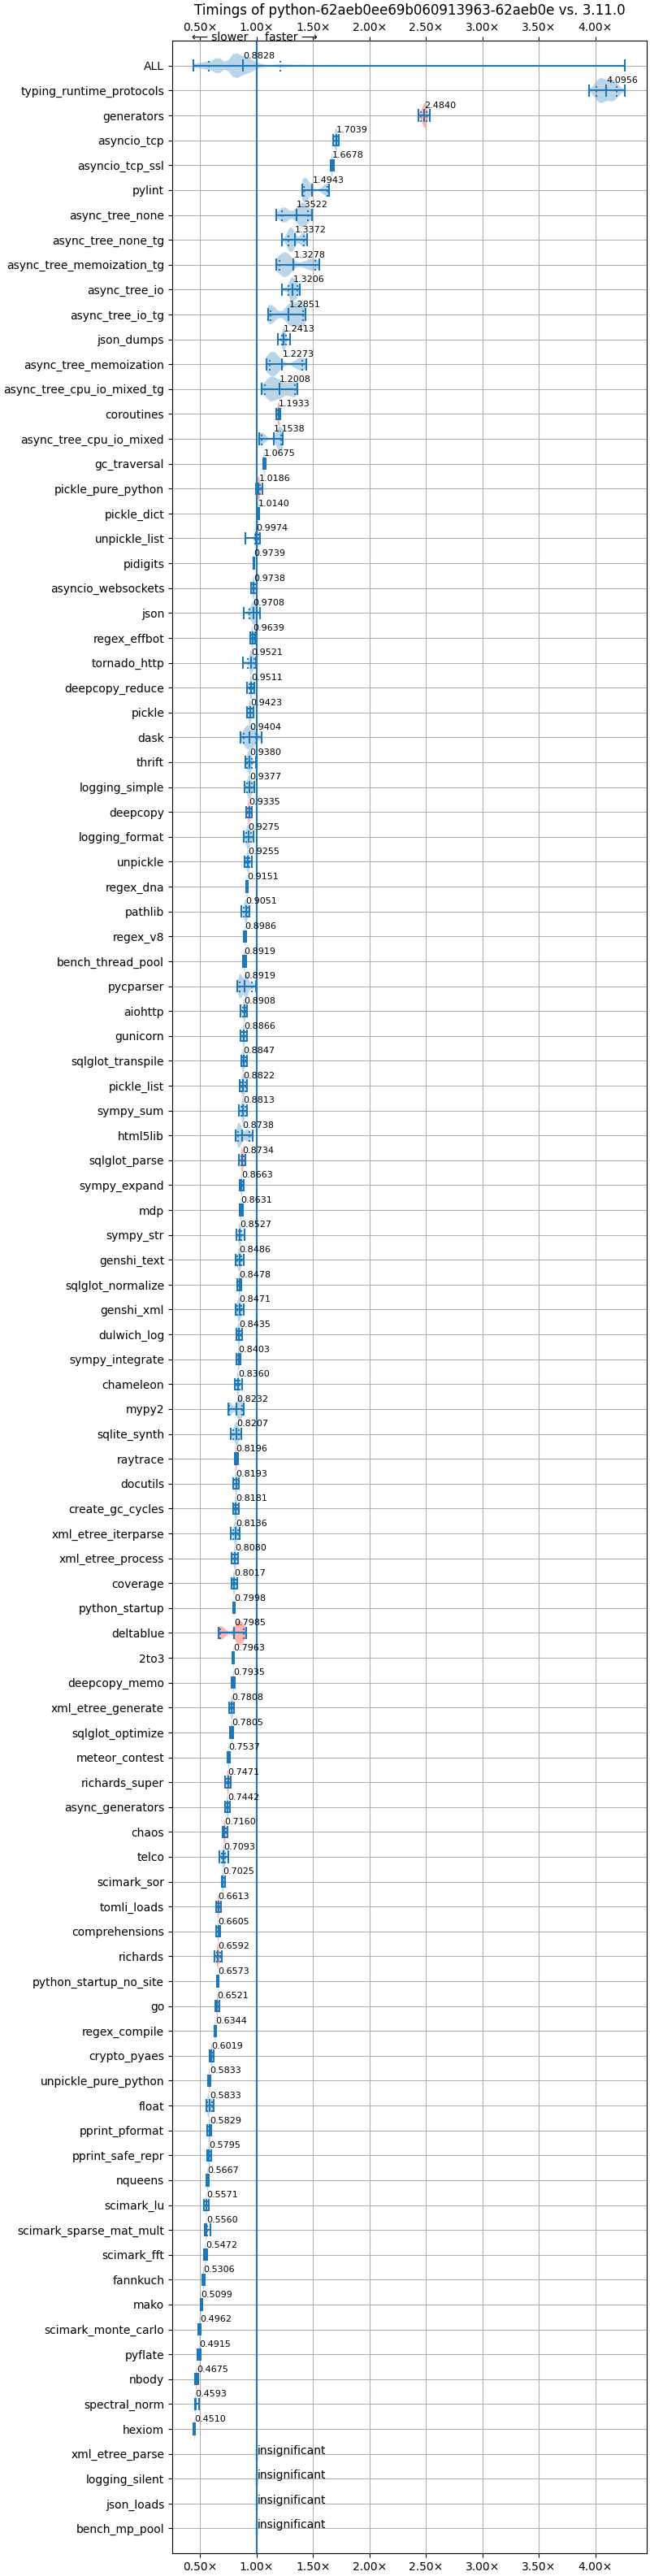 Timings of python-62aeb0ee69b060913963-62aeb0e vs. 3.11.0
0.50× 1.00× 1.50× 2.00× 2.50× 3.00× 3.50× 4.00×
⟵ slower faster ⟶
ALL 0.8828
typing_runtime_protocols 4.0956
generators 2.4840
asyncio_tcp 1.7039
asyncio_tcp_ssl 1.6678
pylint 1.4943
async_tree_none 1.3522
async_tree_none_tg 1.3372
async_tree_memoization_tg 1.3278
async_tree_io 1.3206
async_tree_io_tg 1.2851
json_dumps 1.2413
async_tree_memoization 1.2273
async_tree_cpu_io_mixed_tg 1.2008
coroutines 1.1933
async_tree_cpu_io_mixed 1.1538
gc_traversal 1.0675
pickle_pure_python 1.0186
pickle_dict 1.0140
unpickle_list 0.9974
pidigits 0.9739
asyncio_websockets 0.9738
json 0.9708
regex_effbot 0.9639
tornado_http 0.9521
deepcopy_reduce 0.9511
pickle 0.9423
dask 0.9404
thrift 0.9380
logging_simple 0.9377
deepcopy 0.9335
logging_format 0.9275
unpickle 0.9255
regex_dna 0.9151
pathlib 0.9051
regex_v8 0.8986
bench_thread_pool 0.8919
pycparser 0.8919
aiohttp 0.8908
gunicorn 0.8866
sqlglot_transpile 0.8847
pickle_list 0.8822
sympy_sum 0.8813
html5lib 0.8738
sqlglot_parse 0.8734
sympy_expand 0.8663
mdp 0.8631
sympy_str 0.8527
genshi_text 0.8486
sqlglot_normalize 0.8478
genshi_xml 0.8471
dulwich_log 0.8435
sympy_integrate 0.8403
chameleon 0.8360
mypy2 0.8232
sqlite_synth 0.8207
raytrace 0.8196
docutils 0.8193
create_gc_cycles 0.8181
xml_etree_iterparse 0.8136
xml_etree_process 0.8080
coverage 0.8017
python_startup 0.7998
deltablue 0.7985
2to3 0.7963
deepcopy_memo 0.7935
xml_etree_generate 0.7808
sqlglot_optimize 0.7805
meteor_contest 0.7537
richards_super 0.7471
async_generators 0.7442
chaos 0.7160
telco 0.7093
scimark_sor 0.7025
tomli_loads 0.6613
comprehensions 0.6605
richards 0.6592
python_startup_no_site 0.6573
go 0.6521
regex_compile 0.6344
crypto_pyaes 0.6019
unpickle_pure_python 0.5833
float 0.5833
pprint_pformat 0.5829
pprint_safe_repr 0.5795
nqueens 0.5667
scimark_lu 0.5571
scimark_sparse_mat_mult 0.5560
scimark_fft 0.5472
fannkuch 0.5306
mako 0.5099
scimark_monte_carlo 0.4962
pyflate 0.4915
nbody 0.4675
spectral_norm 0.4593
hexiom 0.4510
xml_etree_parse insignificant
logging_silent insignificant
json_loads insignificant
bench_mp_pool insignificant
0.50× 1.00× 1.50× 2.00× 2.50× 3.00× 3.50× 4.00×